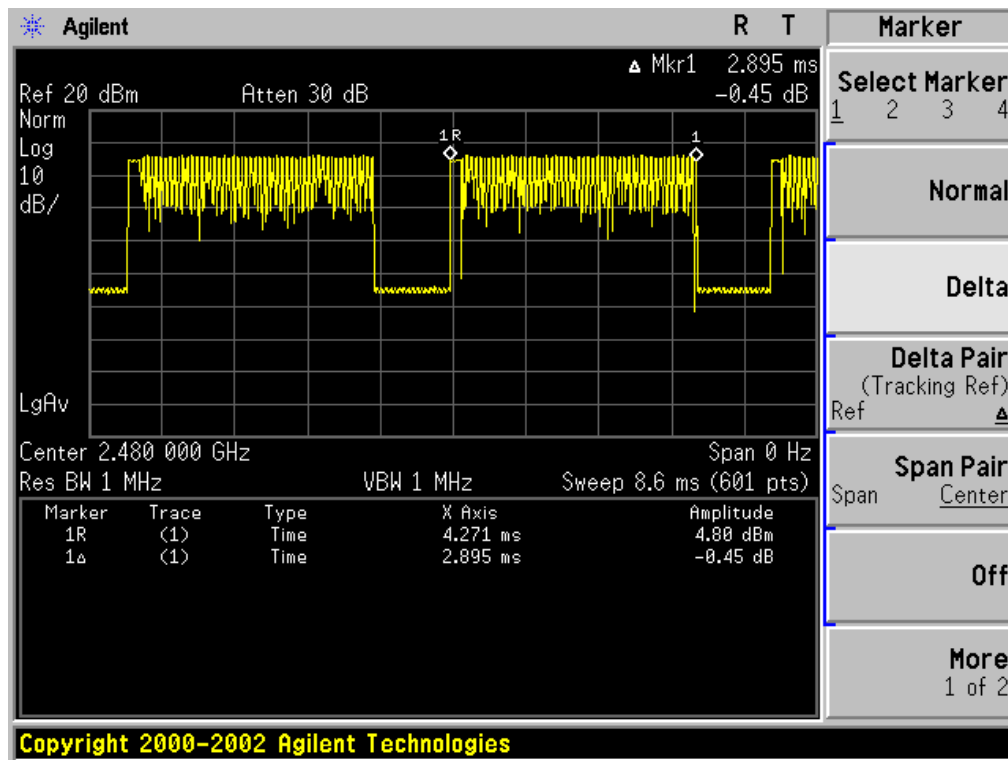 Agilent R T
Marker
Δ Mkr1 2.895 ms
Ref 20 dBm Atten 30 dB -0.45 dB
Norm
Log
10
dB/
1R
1
LgAv
Center 2.480 000 GHz Span 0 Hz
Res BW 1 MHz VBW 1 MHz Sweep 8.6 ms (601 pts)
Marker Trace Type X Axis Amplitude
1R (1) Time 4.271 ms 4.80 dBm
1Δ (1) Time 2.895 ms -0.45 dB
Select Marker
1 2 3 4
Normal
Delta
Delta Pair
(Tracking Ref)
Ref Δ
Span Pair
Span Center
Off
More
1 of 2
Copyright 2000-2002 Agilent Technologies